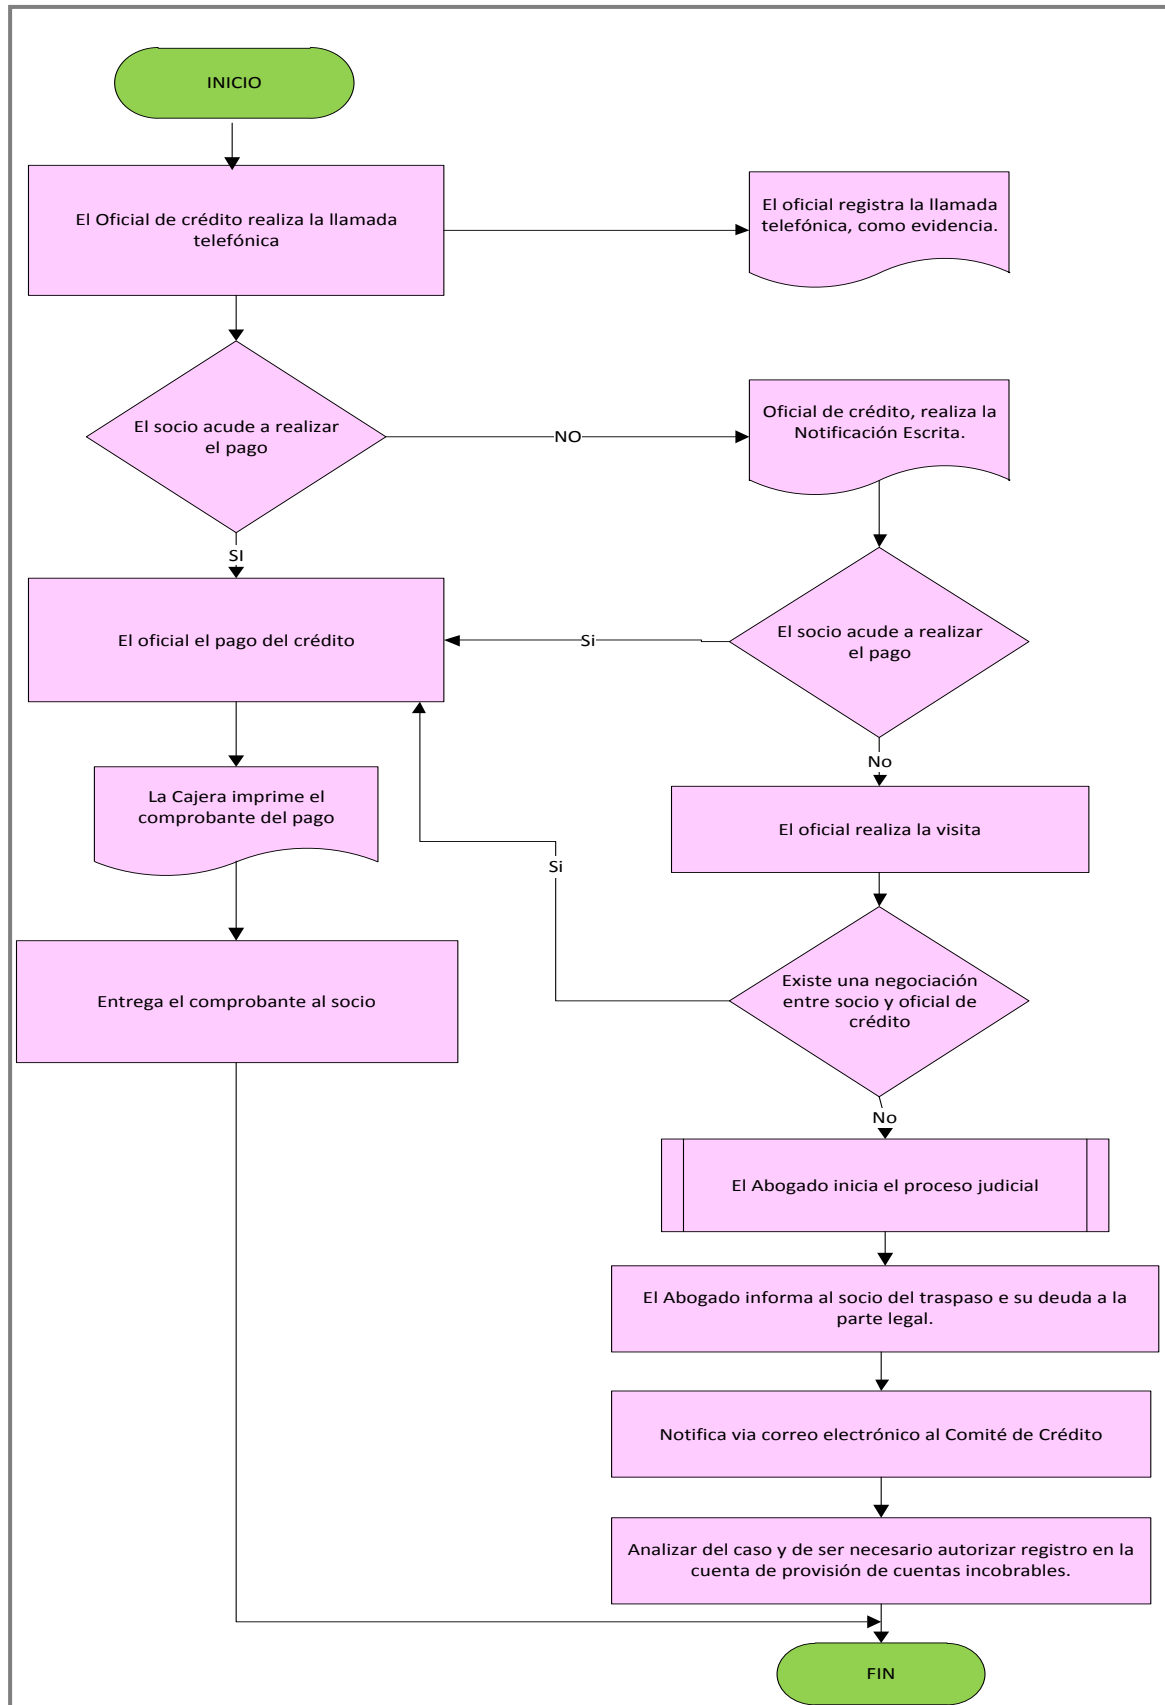 INICIO
El Oficial de crédito realiza la llamada
telefónica
El oficial registra la llamada
telefónica, como evidencia.
El socio acude a realizar
el pago
NO
Oficial de crédito, realiza la
Notificación Escrita.
SI
El oficial el pago del crédito
Si
El socio acude a realizar
el pago
No
La Cajera imprime el
comprobante del pago
El oficial realiza la visita
Si
Entrega el comprobante al socio
Existe una negociación
entre socio y oficial de
crédito
No
El Abogado inicia el proceso judicial
El Abogado informa al socio del traspaso e su deuda a la
parte legal.
Notifica via correo electrónico al Comité de Crédito
Analizar del caso y de ser necesario autorizar registro en la
cuenta de provisión de cuentas incobrables.
FIN